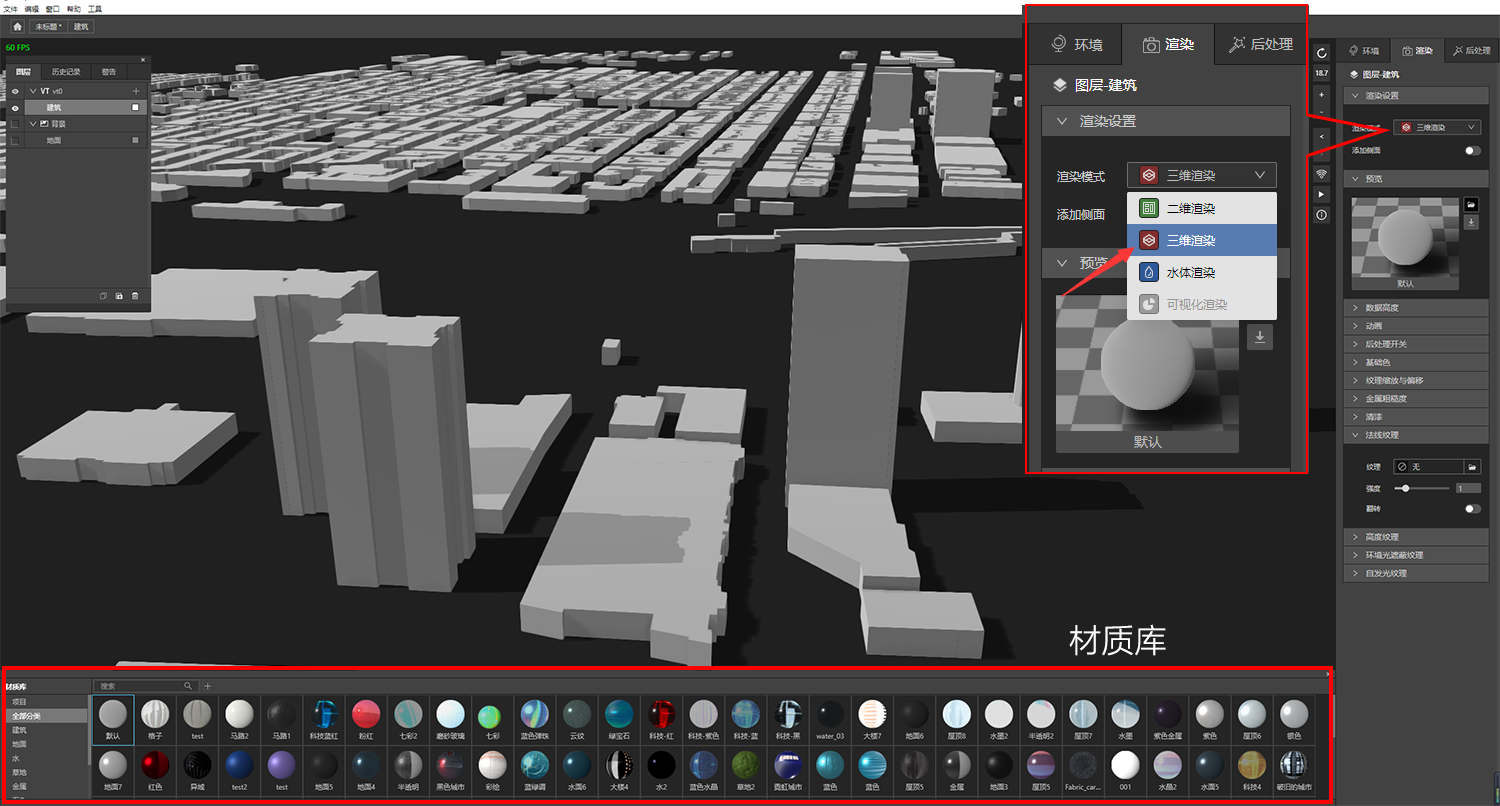 文件 编辑 窗口 帮助 工具
未标题* 建筑
60 FPS
图层 历史记录 警告
VT vt0
建筑
背景
地面
环境 渲染 后处理
图层-建筑
渲染设置
渲染模式 三维渲染
添加侧面
二维渲染
三维渲染
水体渲染
可视化渲染
预览
默认
18.7
环境 渲染 后处理
图层-建筑
渲染设置
渲染模式 三维渲染
添加侧面
预览
默认
数据高度
动画
后处理开关
基础色
纹理缩放与偏移
金属粗糙度
清漆
法线纹理
纹理 无
强度 1
翻转
高度纹理
环境光遮蔽纹理
自发光纹理
材质库
材质库
搜索
项目
全部分类
建筑
地面
水
草地
金属
默认 格子 test 马路2 马路1 科技蓝红 粉红 七彩2 磨砂玻璃 七彩 蓝色弹珠 云纹 绿宝石 科技-红 科技-紫色 科技-蓝 科技-黑 water_03 大楼7 地面6 屋顶8 水墨2 半透明2 屋顶7 水墨 紫色金属 紫色 屋顶6 银色
地面7 红色 异域 test2 test 地面5 地面4 半透明 黑色城市 彩绘 蓝绿调 水面6 大楼4 水2 蓝色水晶 草地2 霓虹城市 蓝色 蓝色 屋顶5 金属 地面3 屋顶5 Fabric_car... 001 水晶2 水面5 科技4 破旧的城市